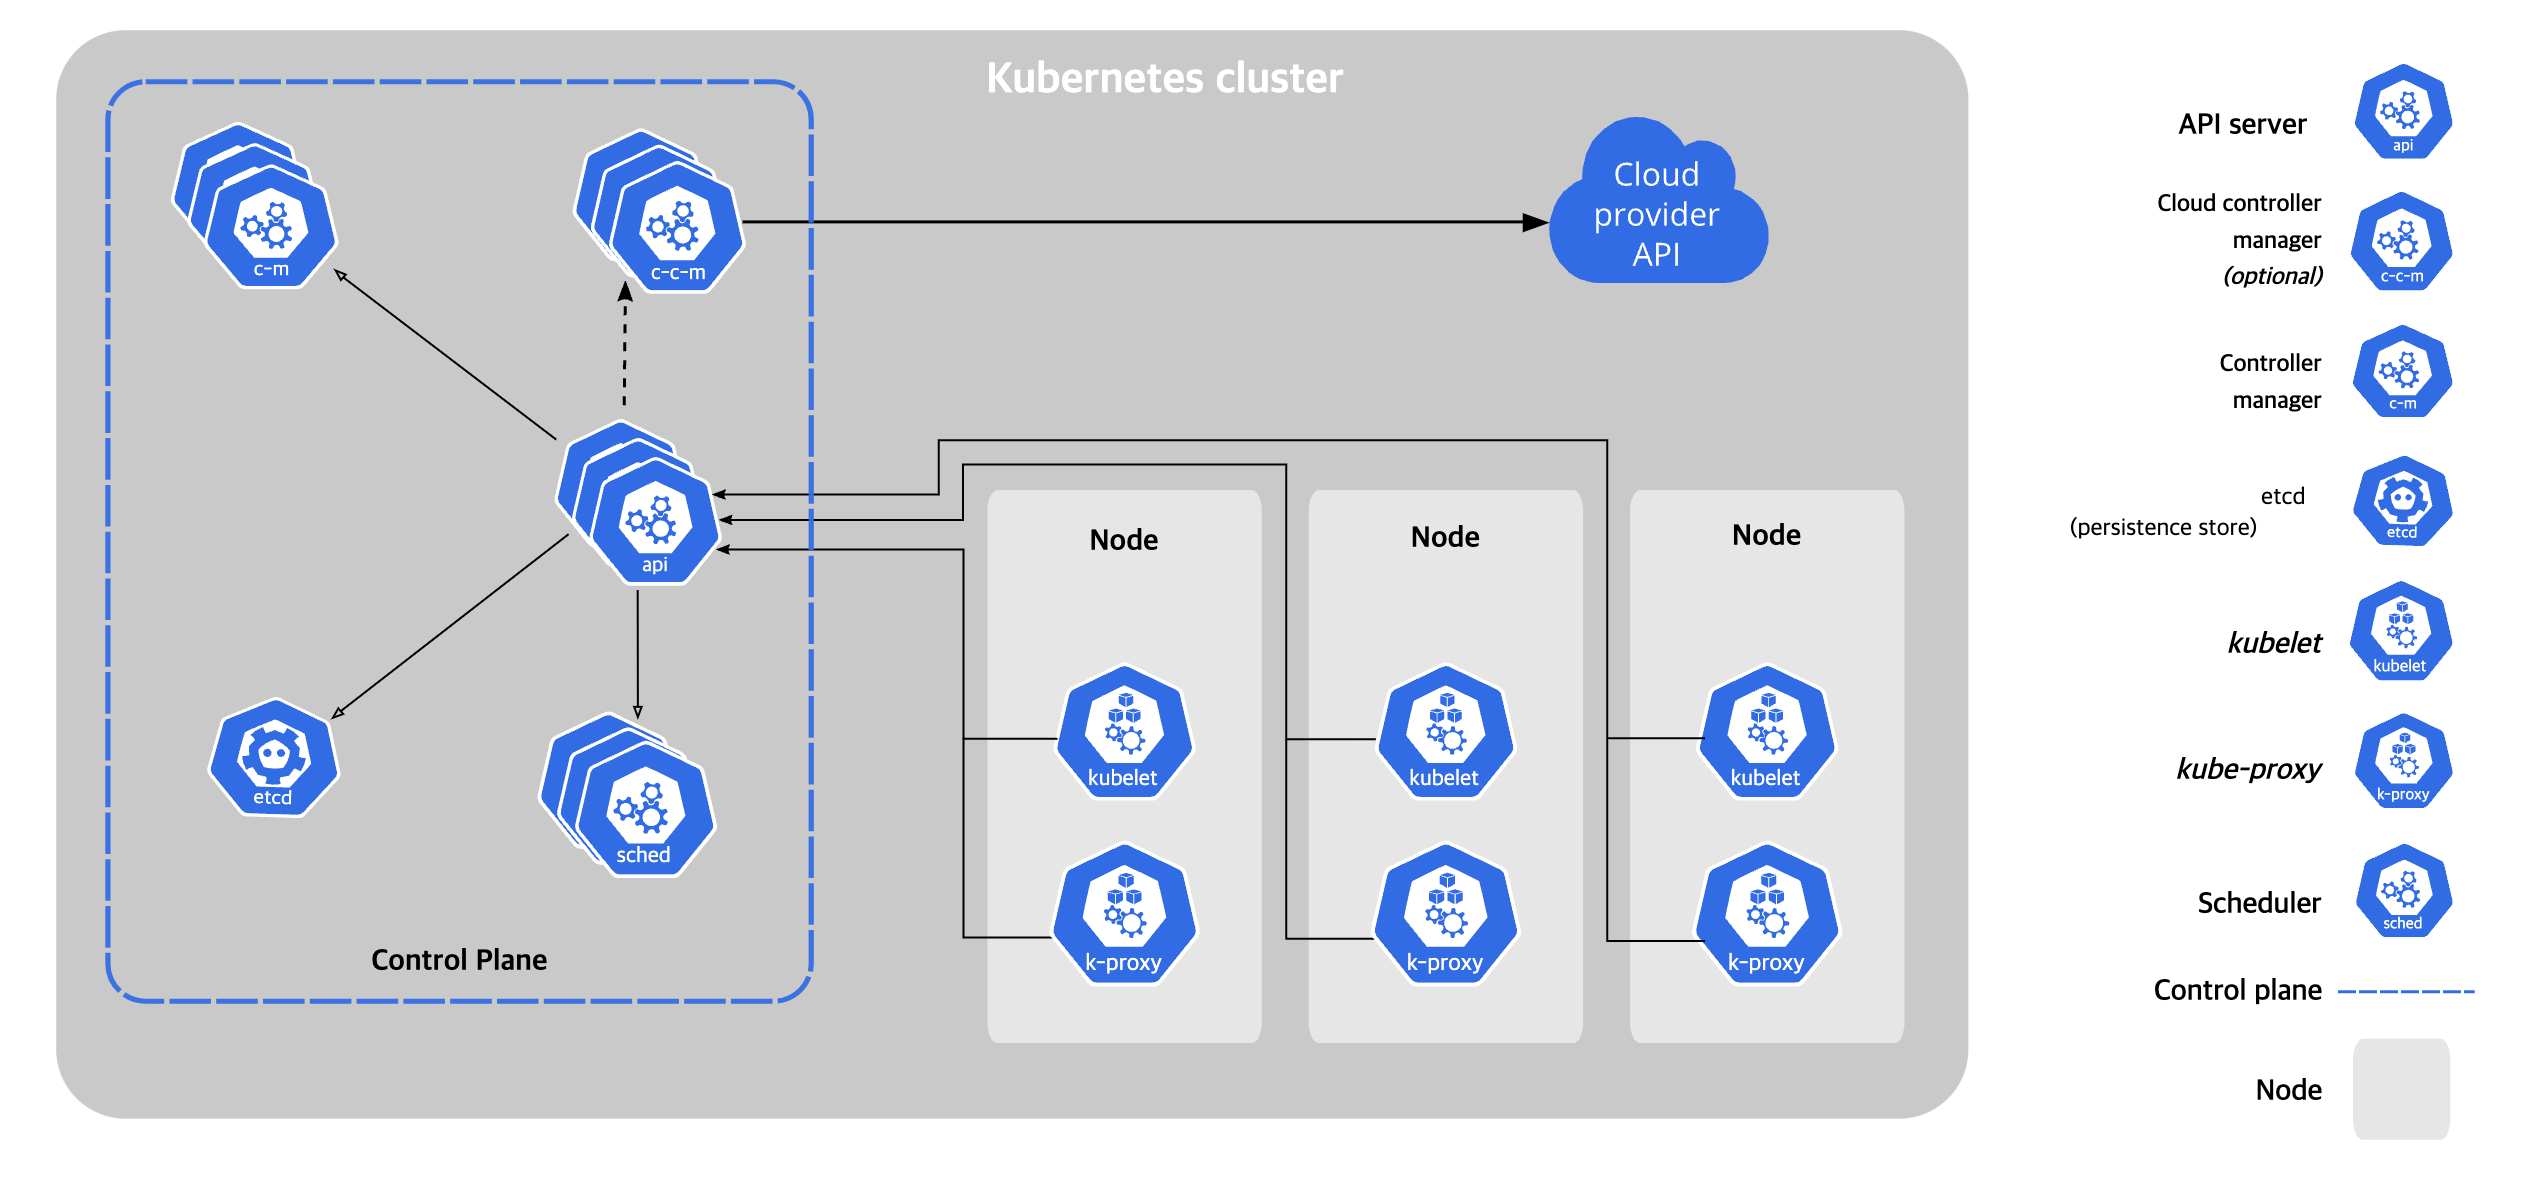 Kubernetes cluster
c-m
c-c-m
Cloud
provider
API
api
etcd
sched
Control Plane
Node
kubelet
k-proxy
Node
kubelet
k-proxy
Node
kubelet
k-proxy
API server
api
Cloud controller
manager
(optional)
c-c-m
Controller
manager
c-m
etcd
(persistence store)
etcd
kubelet
kubelet
kube-proxy
k-proxy
Scheduler
sched
Control plane
Node